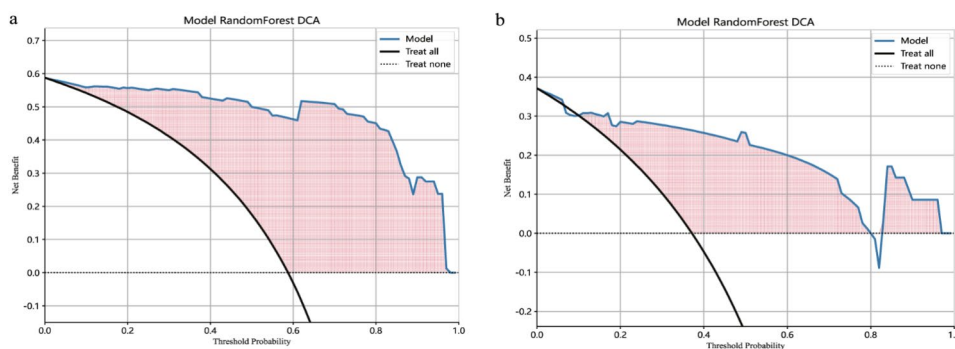 a
Model RandomForest DCA
Model
Treat all
Treat none
Net Benefit
0.7
0.6
0.5
0.4
0.3
0.2
0.1
0.0
-0.1
0.0 0.2 0.4 0.6 0.8 1.0
Threshold Probability
b
Model RandomForest DCA
Model
Treat all
Treat none
Net Benefit
0.5
0.4
0.3
0.2
0.1
0.0
-0.1
-0.2
0.0 0.2 0.4 0.6 0.8 1.0
Threshold Probability